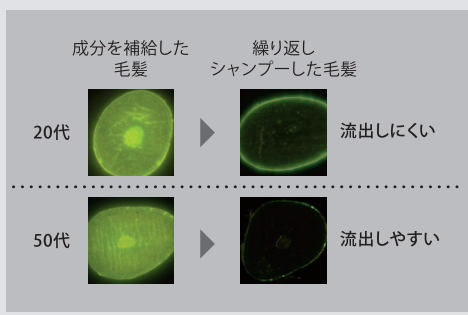 成分を補給した
毛髪
繰り返し
シャンプーした毛髪
20代
流出しにくい
50代
流出しやすい